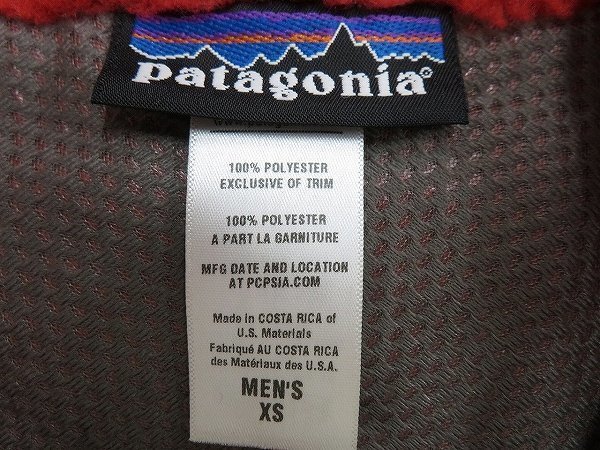 patagonia®
100% POLYESTER
EXCLUSIVE OF TRIM
100% POLYESTER
A PART LA GARNITURE
MFG DATE AND LOCATION
AT PCPSIA.COM
Made in COSTA RICA of
U.S. Materials
Fabriqué AU COSTA RICA
des Matériaux des U.S.A.
MEN'S
XS